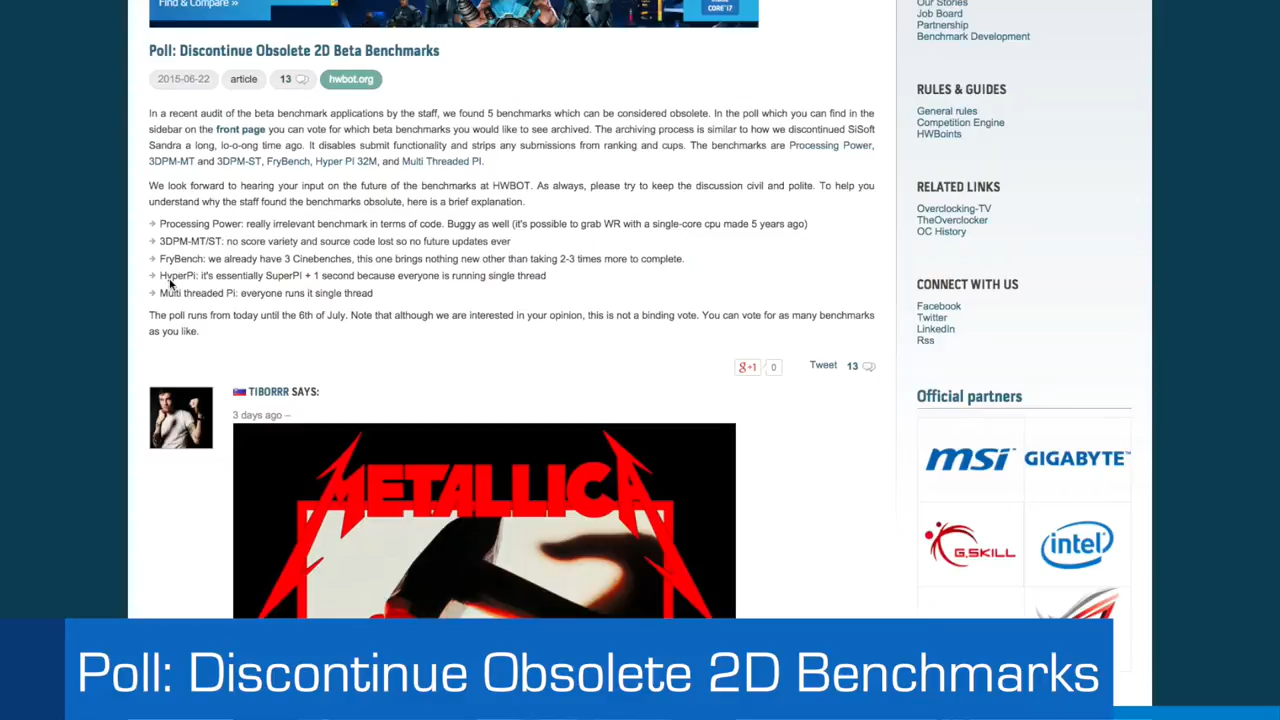 Find & Compare »
CORE i7
Poll: Discontinue Obsolete 2D Beta Benchmarks
2015-06-22 article 13 hwbot.org
In a recent audit of the beta benchmark applications by the staff, we found 5 benchmarks which can be considered obsolete. In the poll which you can find in the
sidebar on the front page you can vote for which beta benchmarks you would like to see archived. The archiving process is similar to how we discontinued SiSoft
Sandra a long, lo-o-ong time ago. It disables submit functionality and strips any submissions from ranking and cups. The benchmarks are Processing Power,
3DPM-MT and 3DPM-ST, FryBench, Hyper PI 32M, and Multi Threaded PI.
We look forward to hearing your input on the future of the benchmarks at HWBOT. As always, please try to keep the discussion civil and polite. To help you
understand why the staff found the benchmarks obsolete, here is a brief explanation.
Processing Power: really irrelevant benchmark in terms of code. Buggy as well (it's possible to grab WR with a single-core cpu made 5 years ago)
3DPM-MT/ST: no score variety and source code lost so no future updates ever
FryBench: we already have 3 Cinebenches, this one brings nothing new other than taking 2-3 times more to complete.
HyperPi: it's essentially SuperPI + 1 second because everyone is running single thread
Multi threaded Pi: everyone runs it single thread
The poll runs from today until the 6th of July. Note that although we are interested in your opinion, this is not a binding vote. You can vote for as many benchmarks
as you like.
g+1 0 Tweet 13
TIBORRR SAYS:
3 days ago –
METALLICA
Our Stories
Job Board
Partnership
Benchmark Development
RULES & GUIDES
General rules
Competition Engine
HWBoints
RELATED LINKS
Overclocking-TV
TheOverclocker
OC History
CONNECT WITH US
Facebook
Twitter
LinkedIn
Rss
Official partners
msi GIGABYTE
G.SKILL intel
Poll: Discontinue Obsolete 2D Benchmarks